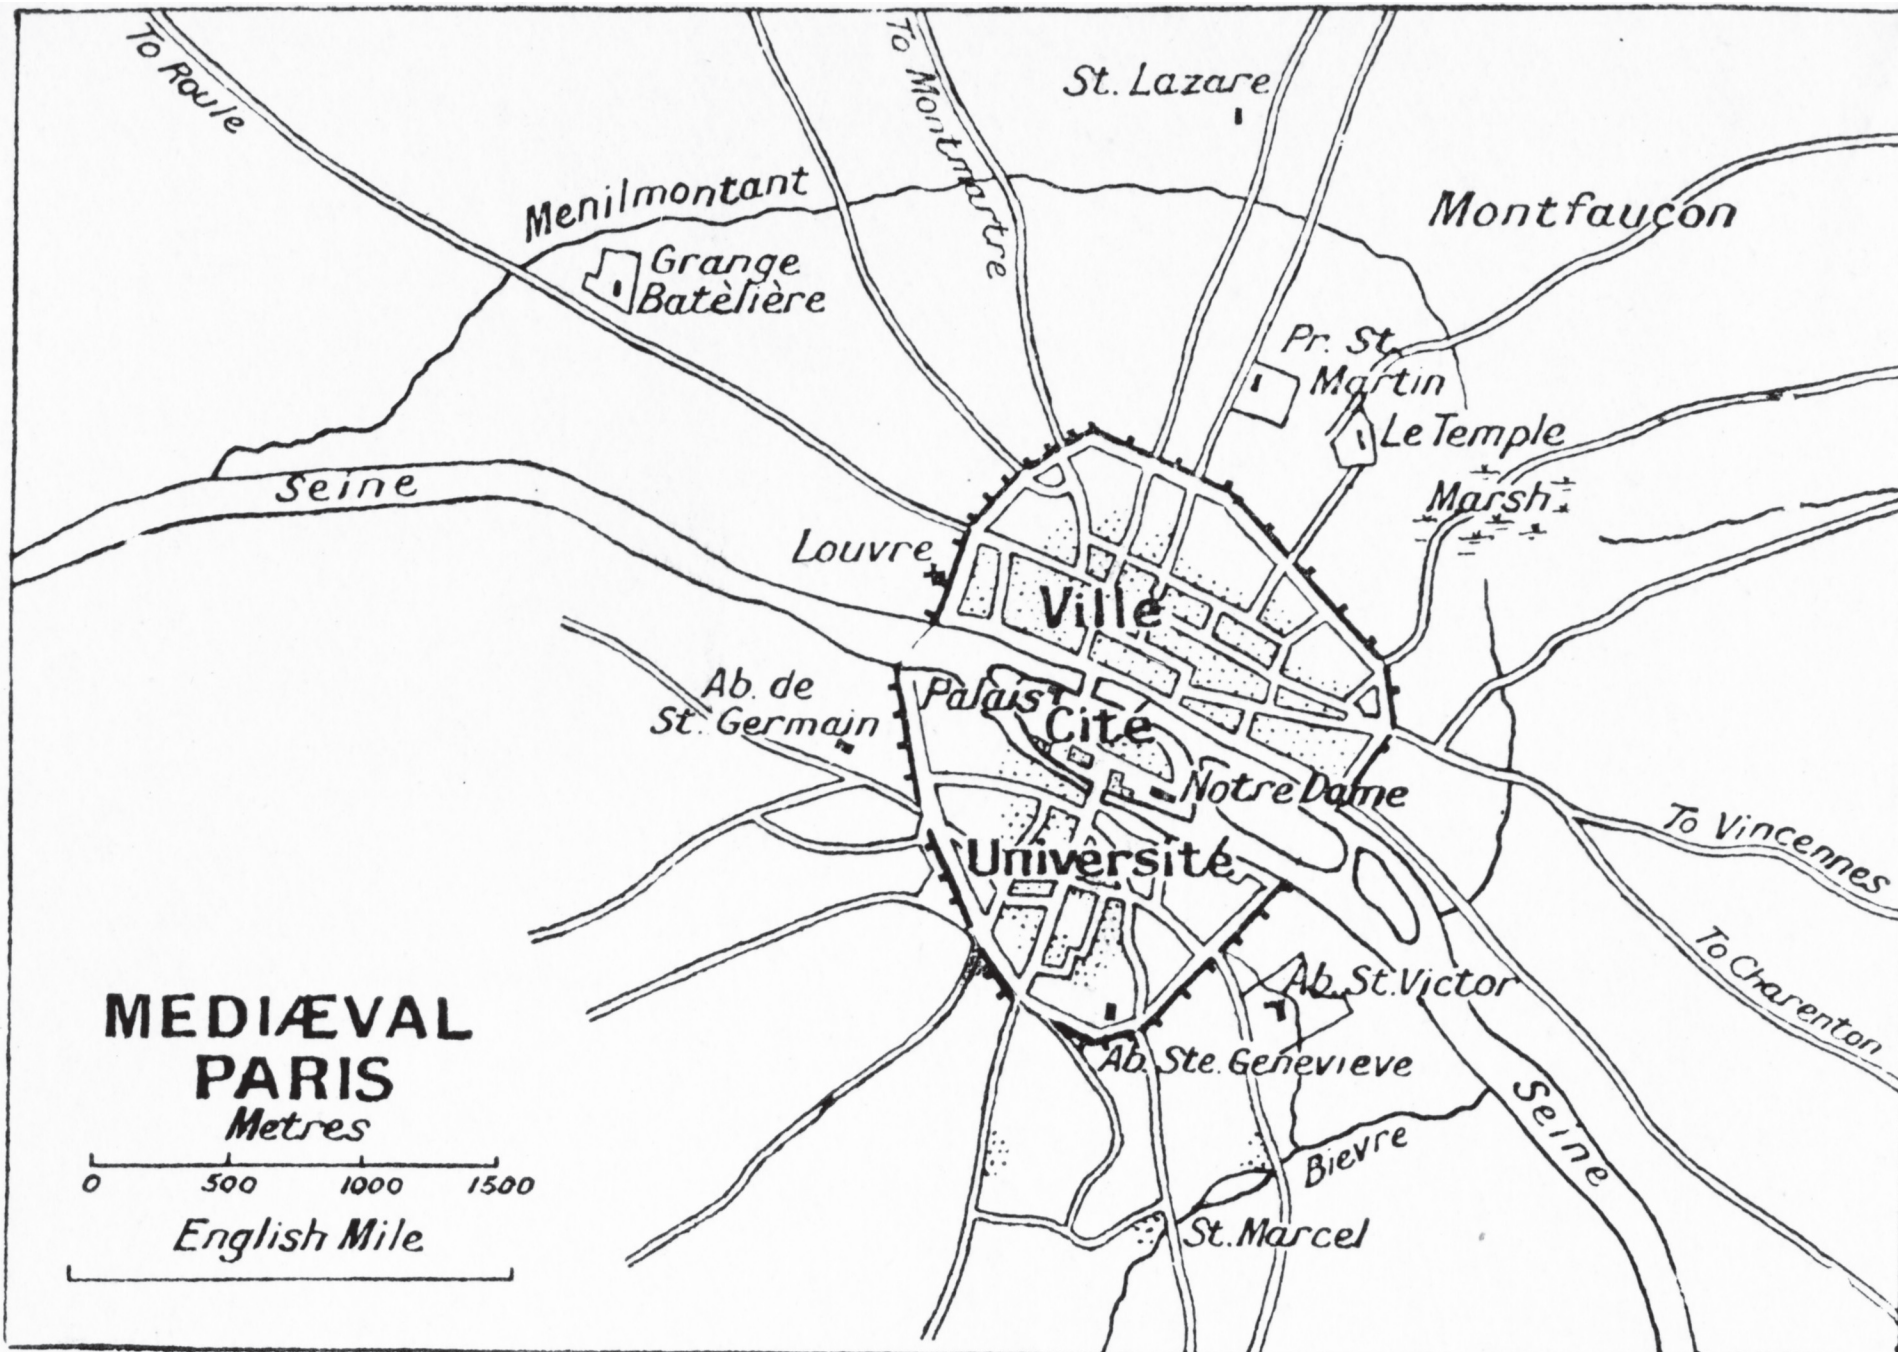 To Roule
To Montmartre
St. Lazare
Menilmontant
Montfaucon
Grange
Batèlière
Pr. St.
Martin
Le Temple
Seine
Marsh
Louvre
Ville
Ab. de
St. Germain
Palais
Cité
Notre Dame
To Vincennes
Université
To Charenton
Ab. St. Victor
MEDIÆVAL
PARIS
Metres
0 500 1000 1500
English Mile
Ab. Ste. Genevieve
Seine
Bievre
St. Marcel